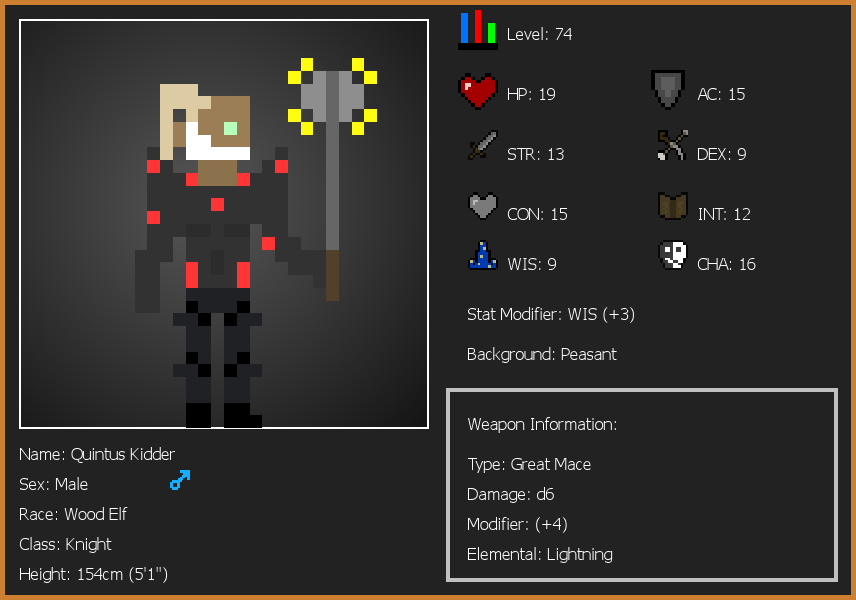 Level: 74
HP: 19
AC: 15
STR: 13
DEX: 9
CON: 15
INT: 12
WIS: 9
CHA: 16
Stat Modifier: WIS (+3)
Background: Peasant
Weapon Information:
Type: Great Mace
Damage: d6
Modifier: (+4)
Elemental: Lightning
Name: Quintus Kidder
Sex: Male
Race: Wood Elf
Class: Knight
Height: 154cm (5'1")